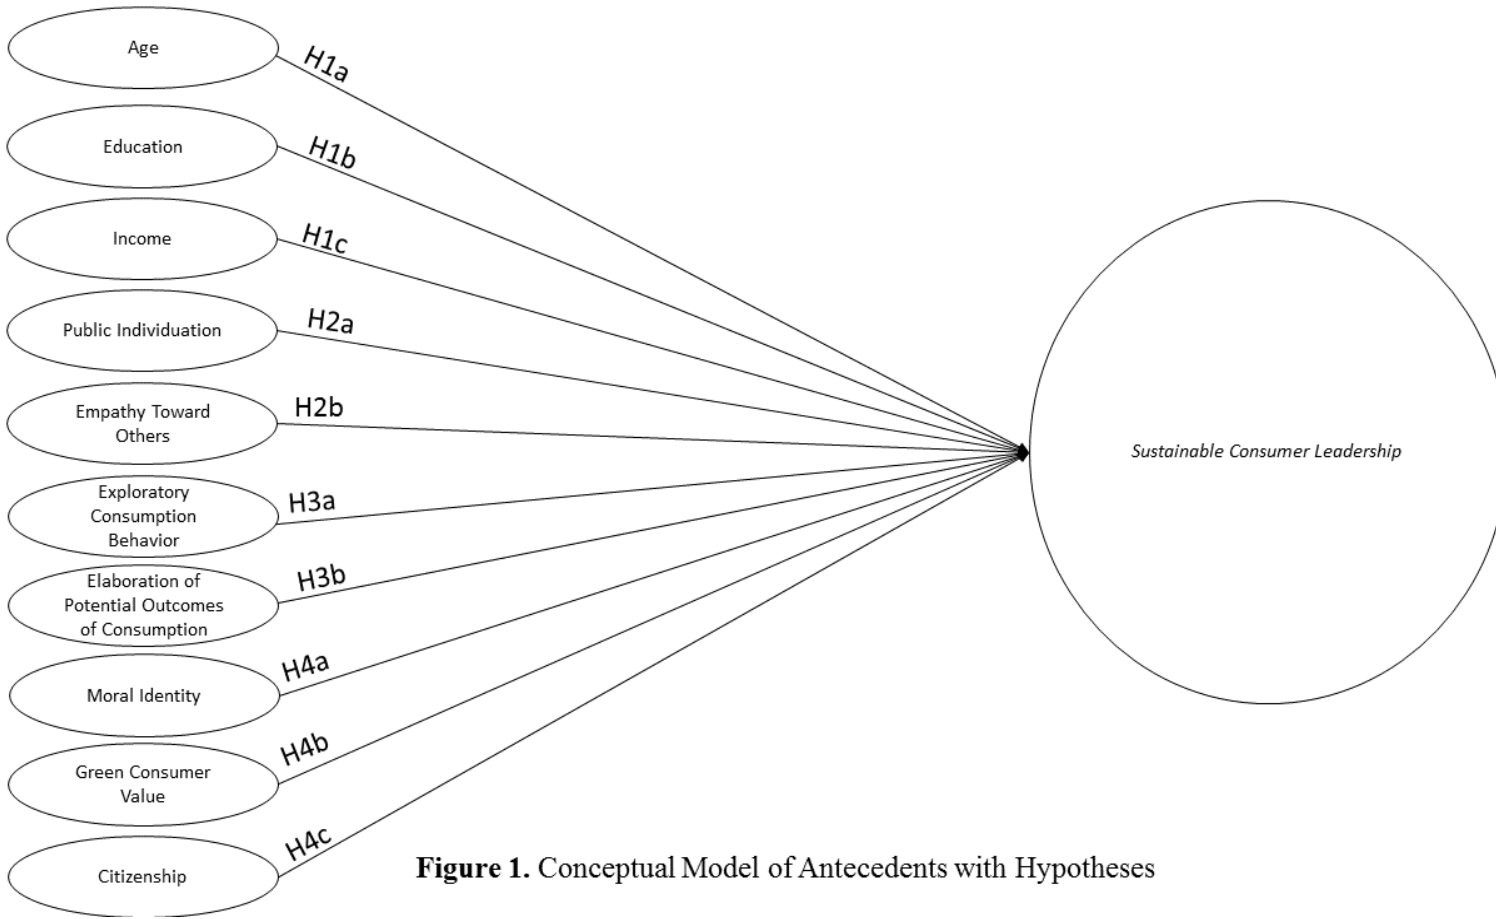 Age
H1a
Education
H1b
Income
H1c
Public Individuation
H2a
Empathy Toward
Others
H2b
Exploratory
Consumption
Behavior
H3a
Elaboration of
Potential Outcomes
of Consumption
H3b
Moral Identity
H4a
Green Consumer
Value
H4b
Citizenship
H4c
Sustainable Consumer Leadership
Figure 1. Conceptual Model of Antecedents with Hypotheses